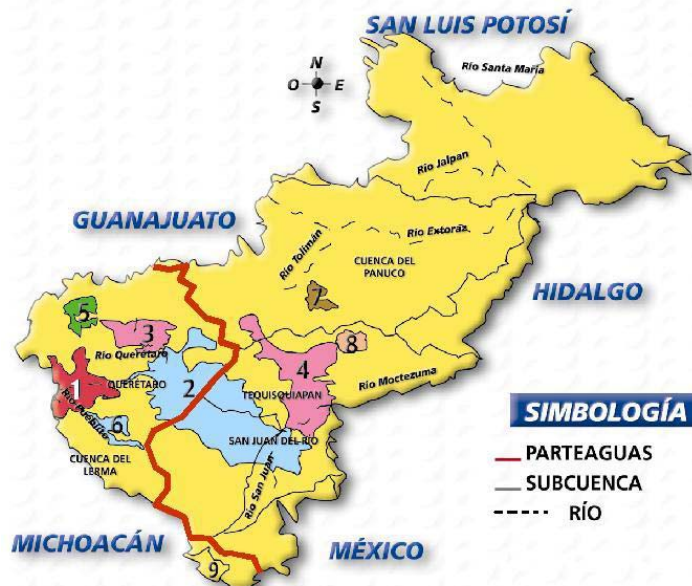 SAN LUIS POTOSÍ
Río Santa María
N
O E
S
Río Jalpan
GUANAJUATO
Río Tolimán
Río Extoráz
CUENCA DEL
PANUCO
HIDALGO
7
5
3
8
Río Querétaro
4
Río Moctezuma
1
QUERÉTARO
2
TEQUISQUIAPAN
Río Pueblito
6
SAN JUAN DEL RÍO
CUENCA DEL
LERMA
Río San Juan
SIMBOLOGÍA
PARTEAGUAS
SUBCUENCA
RÍO
MICHOACÁN
MÉXICO
9